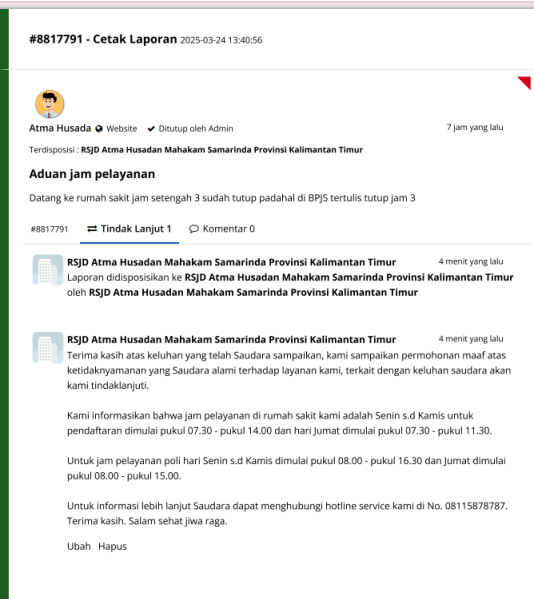 #8817791 - Cetak Laporan 2025-03-24 13:40:56
Atma Husada Website Ditutup oleh Admin 7 jam yang lalu
Terdisposisi : RSJD Atma Husadan Mahakam Samarinda Provinsi Kalimantan Timur
Aduan jam pelayanan
Datang ke rumah sakit jam setengah 3 sudah tutup padahal di BPJS tertulis tutup jam 3
#8817791 Tindak Lanjut 1 Komentar 0
RSJD Atma Husadan Mahakam Samarinda Provinsi Kalimantan Timur 4 menit yang lalu
Laporan didisposisikan ke RSJD Atma Husadan Mahakam Samarinda Provinsi Kalimantan Timur
oleh RSJD Atma Husadan Mahakam Samarinda Provinsi Kalimantan Timur
RSJD Atma Husadan Mahakam Samarinda Provinsi Kalimantan Timur 4 menit yang lalu
Terima kasih atas keluhan yang telah Saudara sampaikan, kami sampaikan permohonan maaf atas
ketidaknyamanan yang Saudara alami terhadap layanan kami, terkait dengan keluhan saudara akan
kami tindaklanjuti.
Kami informasikan bahwa jam pelayanan di rumah sakit kami adalah Senin s.d Kamis untuk
pendaftaran dimulai pukul 07.30 - pukul 14.00 dan hari Jumat dimulai pukul 07.30 - pukul 11.30.
Untuk jam pelayanan poli hari Senin s.d Kamis dimulai pukul 08.00 - pukul 16.30 dan Jumat dimulai
pukul 08.00 - pukul 15.00.
Untuk informasi lebih lanjut Saudara dapat menghubungi hotline service kami di No. 08115878787.
Terima kasih. Salam sehat jiwa raga.
Ubah Hapus